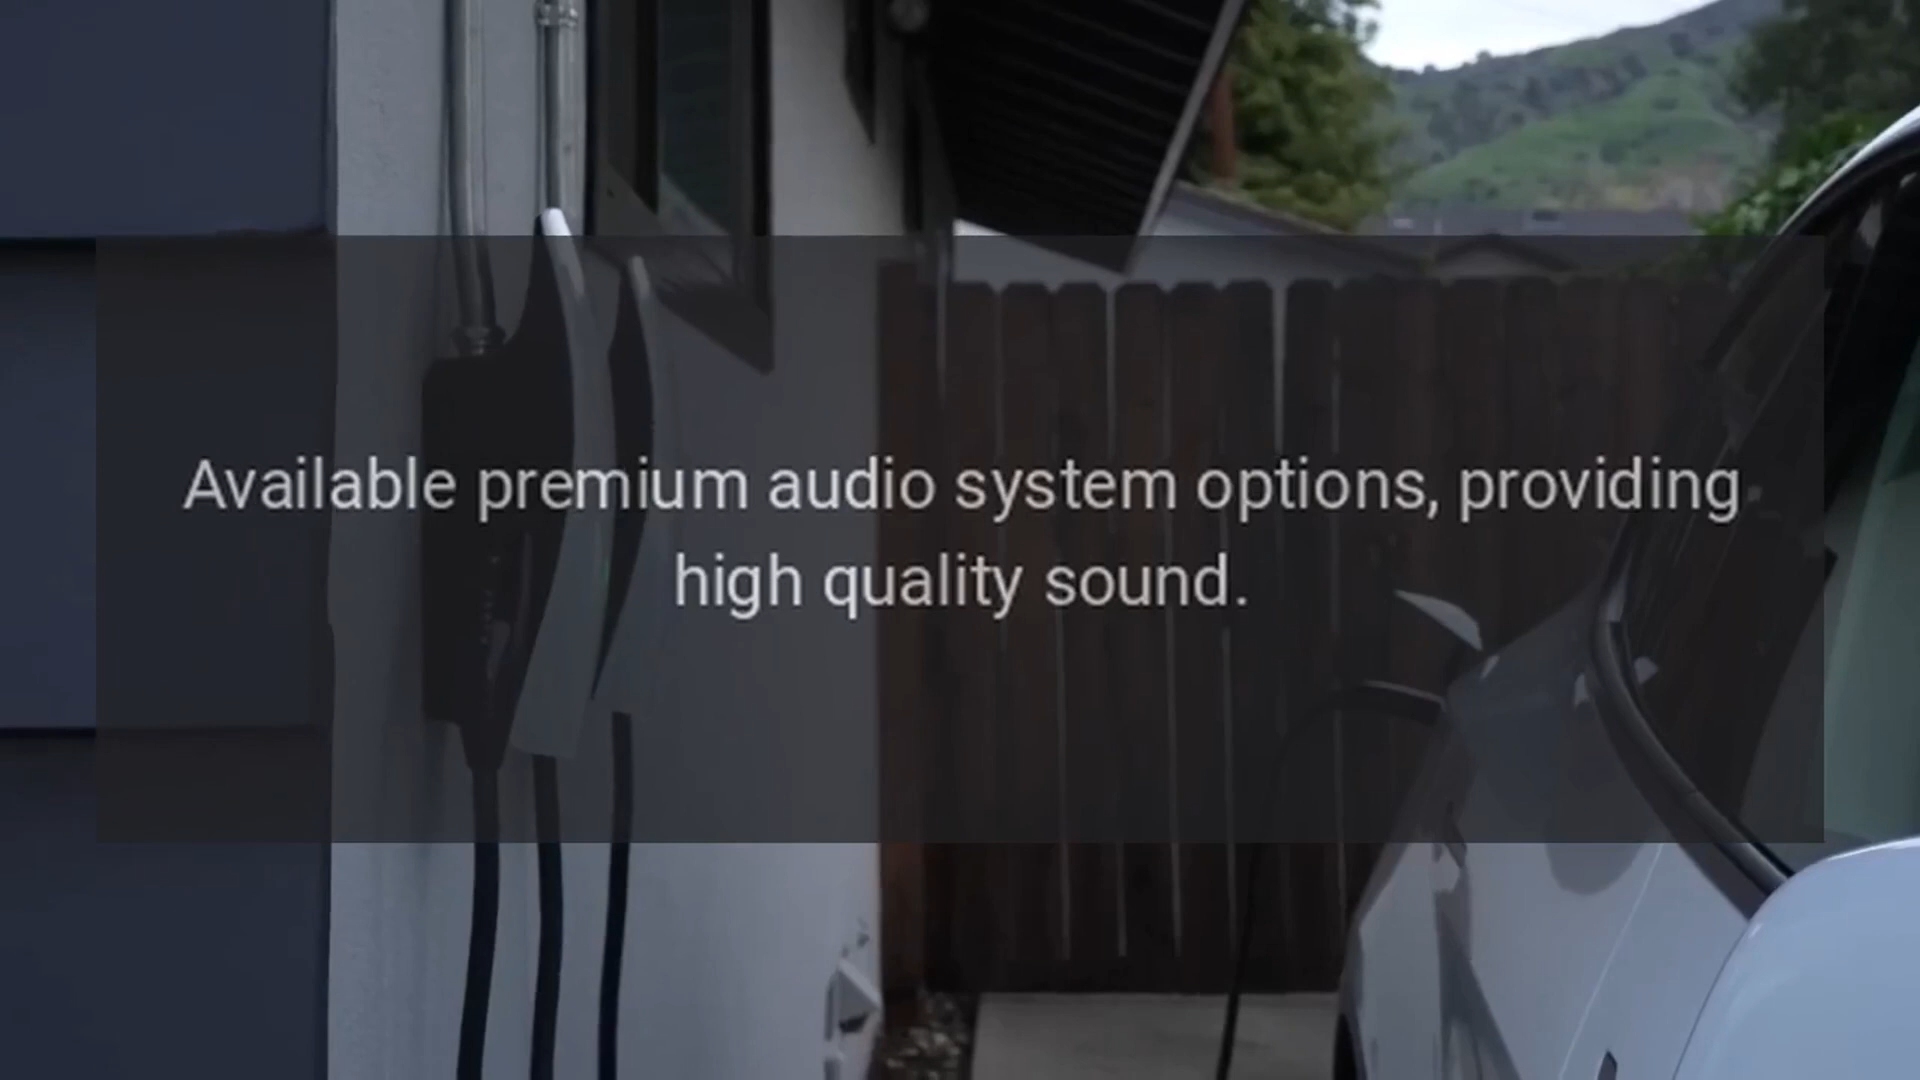 Available premium audio system options, providing
high quality sound.